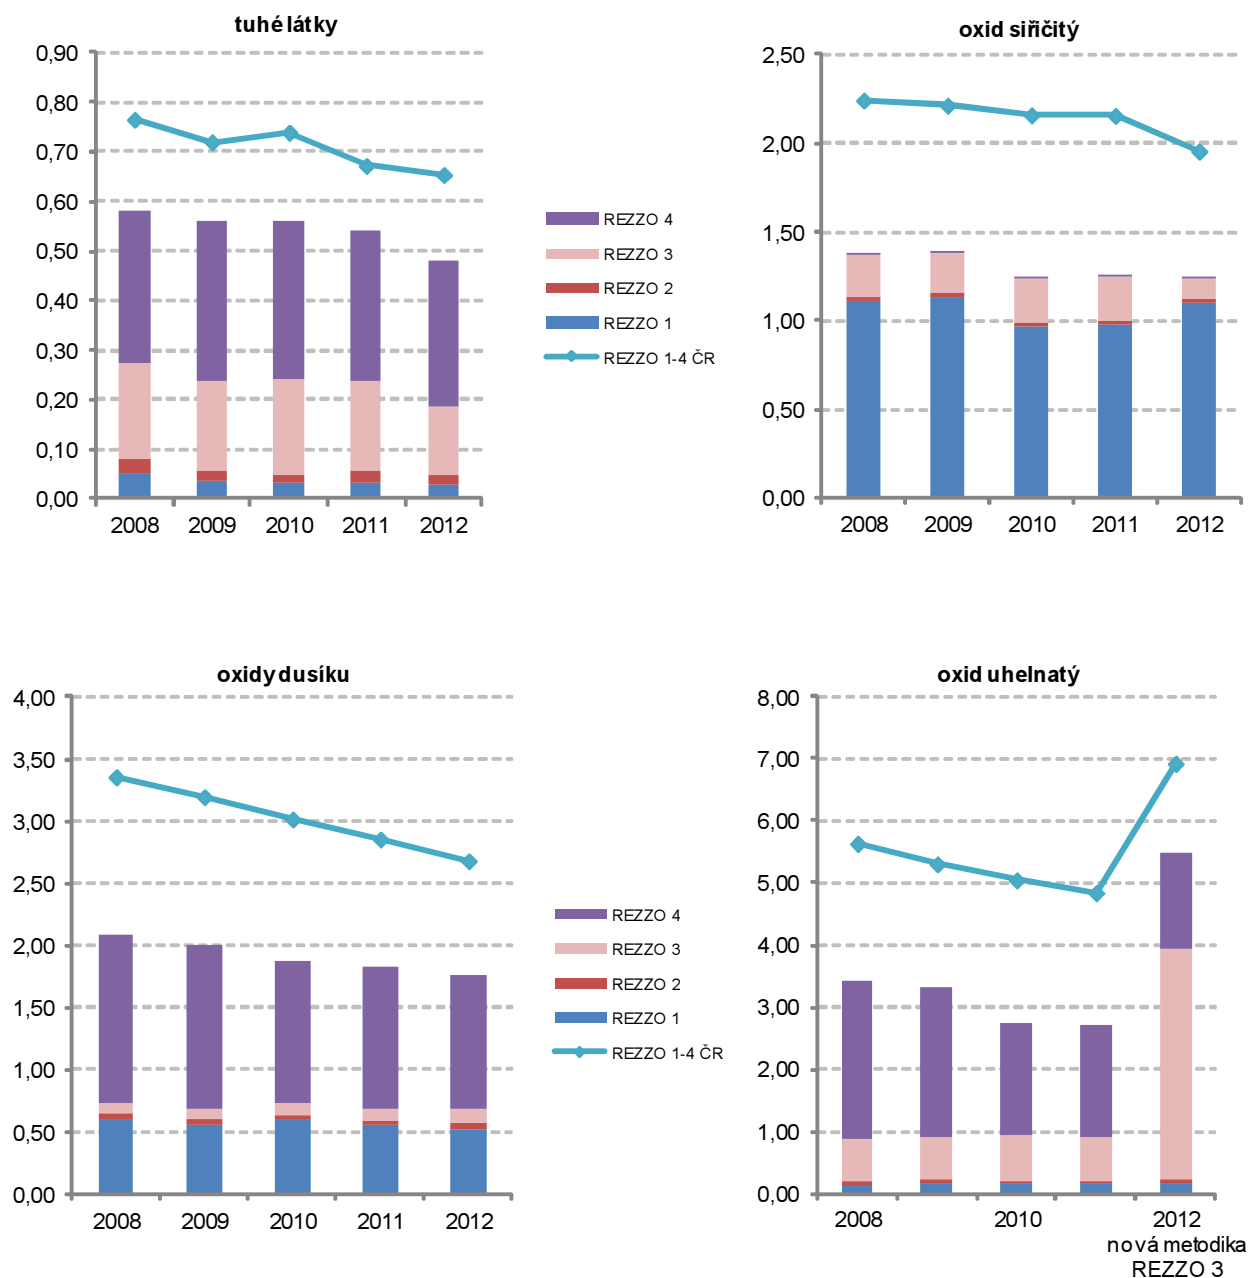 tuhé látky
0,90
0,80
0,70
0,60
0,50
0,40
0,30
0,20
0,10
0,00
2008 2009 2010 2011 2012
REZZO 4
REZZO 3
REZZO 2
REZZO 1
REZZO 1-4 ČR
oxid siřičitý
2,50
2,00
1,50
1,00
0,50
0,00
2008 2009 2010 2011 2012
oxidy dusíku
4,00
3,50
3,00
2,50
2,00
1,50
1,00
0,50
0,00
2008 2009 2010 2011 2012
REZZO 4
REZZO 3
REZZO 2
REZZO 1
REZZO 1-4 ČR
oxid uhelnatý
8,00
7,00
6,00
5,00
4,00
3,00
2,00
1,00
0,00
2008 2010 2012
nová metodika
REZZO 3